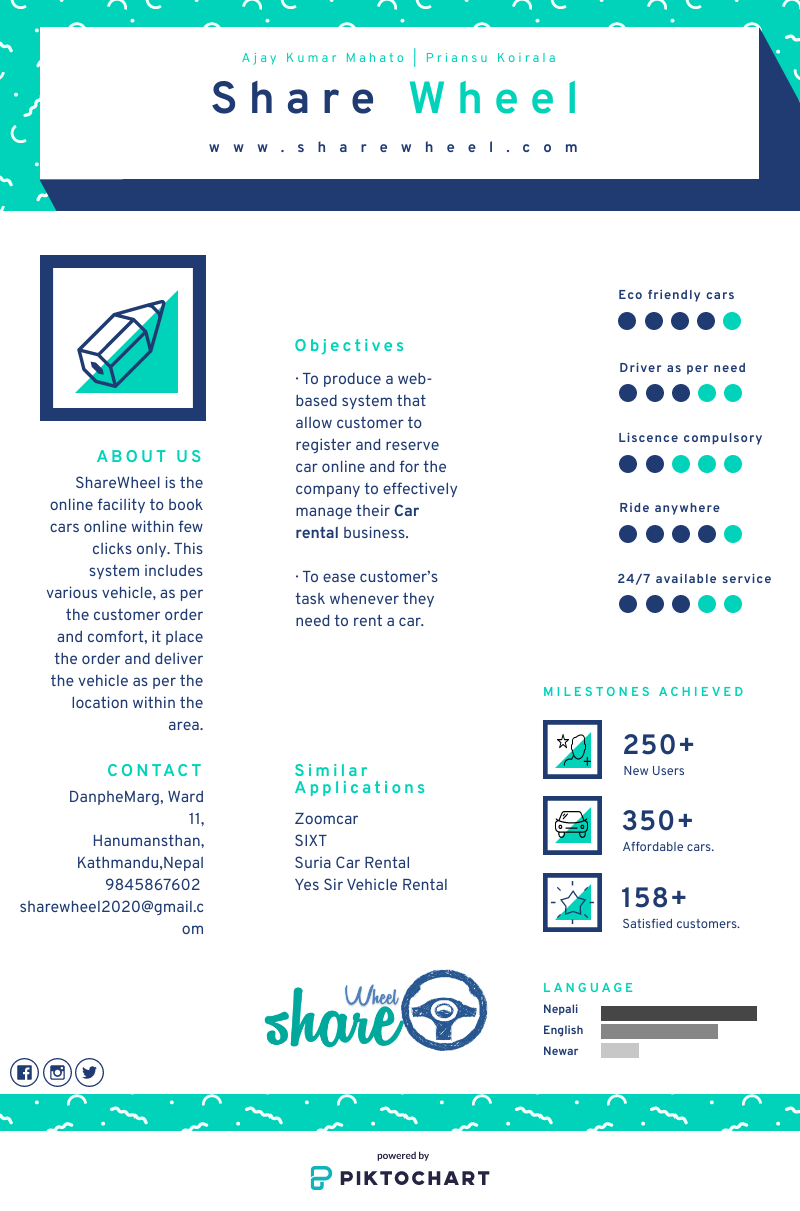 Ajay Kumar Mahato | Priansu Koirala
Share Wheel
www.sharewheel.com
ABOUT US
ShareWheel is the
online facility to book
cars online within few
clicks only. This
system includes
various vehicle, as per
the customer order
and comfort, it place
the order and deliver
the vehicle as per the
location within the
area.
CONTACT
DanpheMarg, Ward
11,
Hanumansthan,
Kathmandu,Nepal
9845867602
sharewheel2020@gmail.c
om
Objectives
· To produce a web-
based system that
allow customer to
register and reserve
car online and for the
company to effectively
manage their Car
rental business.
· To ease customer's
task whenever they
need to rent a car.
Similar
Applications
Zoomcar
SIXT
Suria Car Rental
Yes Sir Vehicle Rental
Wheel
share
Eco friendly cars
Driver as per need
Liscence compulsory
Ride anywhere
24/7 available service
MILESTONES ACHIEVED
250+
New Users
350+
Affordable cars.
158+
Satisfied customers.
LANGUAGE
Nepali
English
Newar
powered by
PIKTOCHART